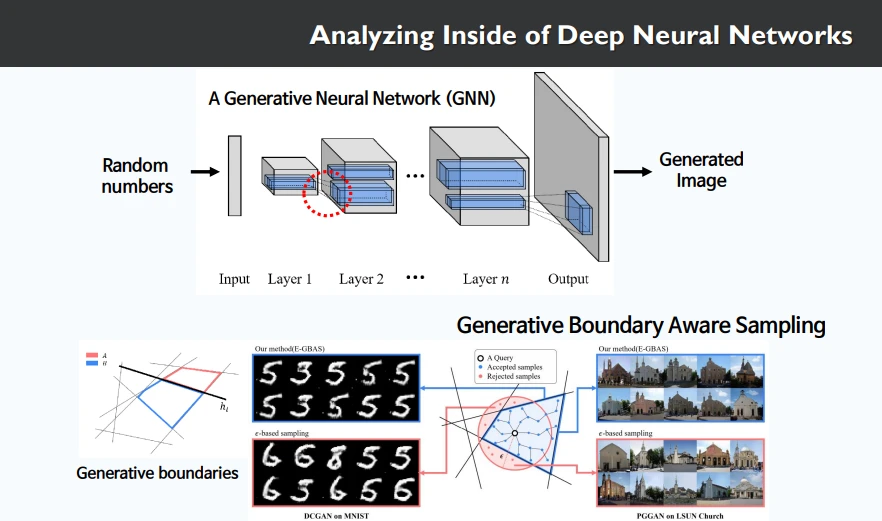 Analyzing Inside of Deep Neural Networks
A Generative Neural Network (GNN)
Random
numbers
Generated
Image
Input Layer 1 Layer 2 ··· Layer n Output
Generative Boundary Aware Sampling
A
hi
Generative boundaries
Our method(E-GBAS)
ϵ-based sampling
DCGAN on MNIST
A Query
Accepted samples
Rejected samples
ϵ
Our method(E-GBAS)
ϵ-based sampling
PGGAN on LSUN Church